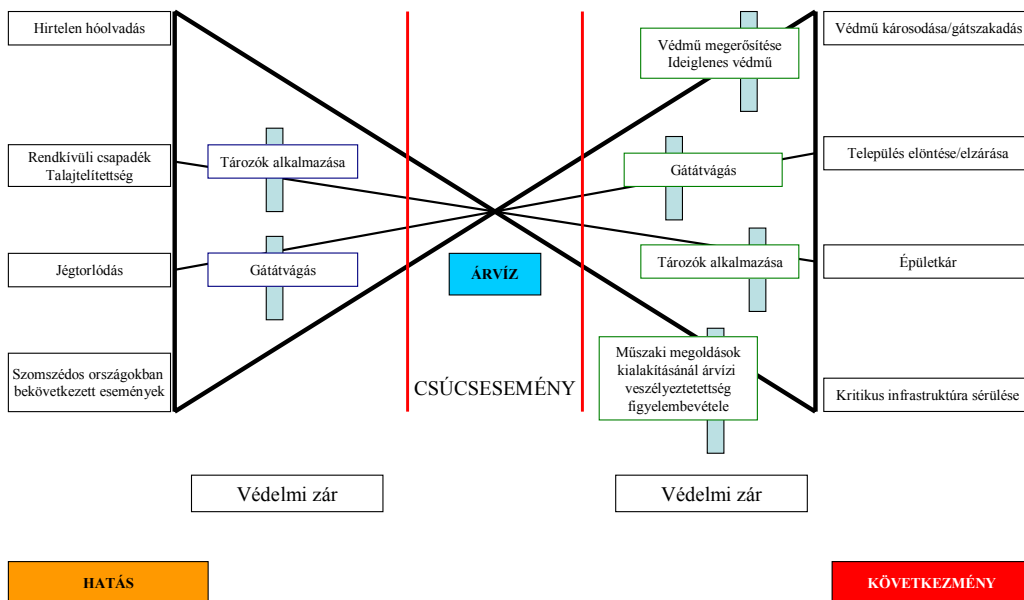 Hirtelen hóolvadás
Rendkívüli csapadék
Talajtelítettség
Jégtorlódás
Szomszédos országokban
bekövetkezett események
Tározók alkalmazása
Gátátvágás
ÁRVÍZ
CSÚCSESEMÉNY
Védmű megerősítése
Ideiglenes védmű
Gátátvágás
Tározók alkalmazása
Műszaki megoldások
kialakításánál árvízi
veszélyeztetettség
figyelembevétele
Védmű károsodása/gátszakadás
Település elöntése/elzárása
Épületkár
Kritikus infrastruktúra sérülése
Védelmi zár
Védelmi zár
HATÁS
KÖVETKEZMÉNY